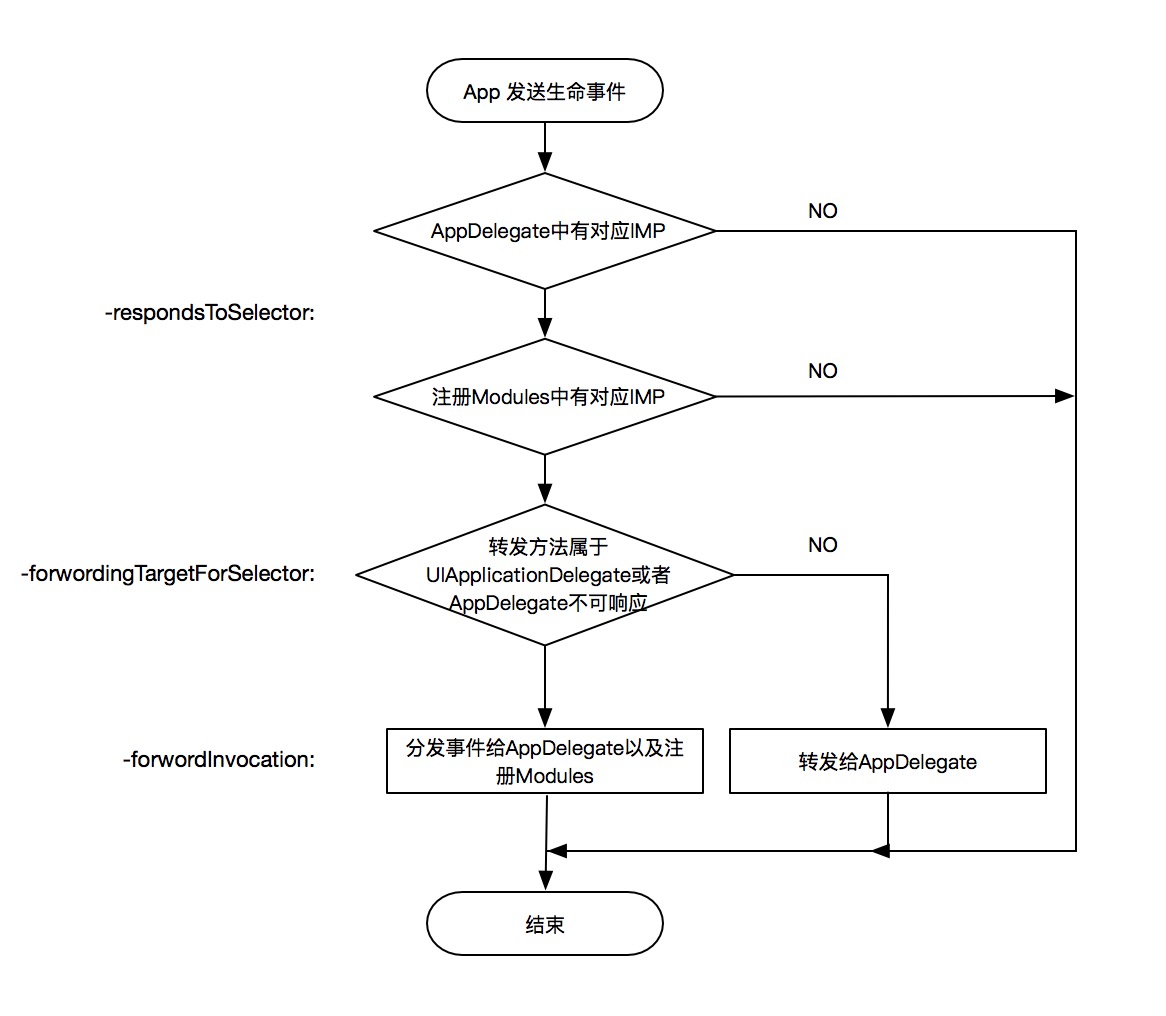 App 发送生命事件
NO
AppDelegate中有对应IMP
-respondsToSelector:
NO
注册Modules中有对应IMP
NO
转发方法属于
UIApplicationDelegate或者
AppDelegate不可响应
-forwordingTargetForSelector:
-forwordInvocation:
分发事件给AppDelegate以及注
册Modules
转发给AppDelegate
结束